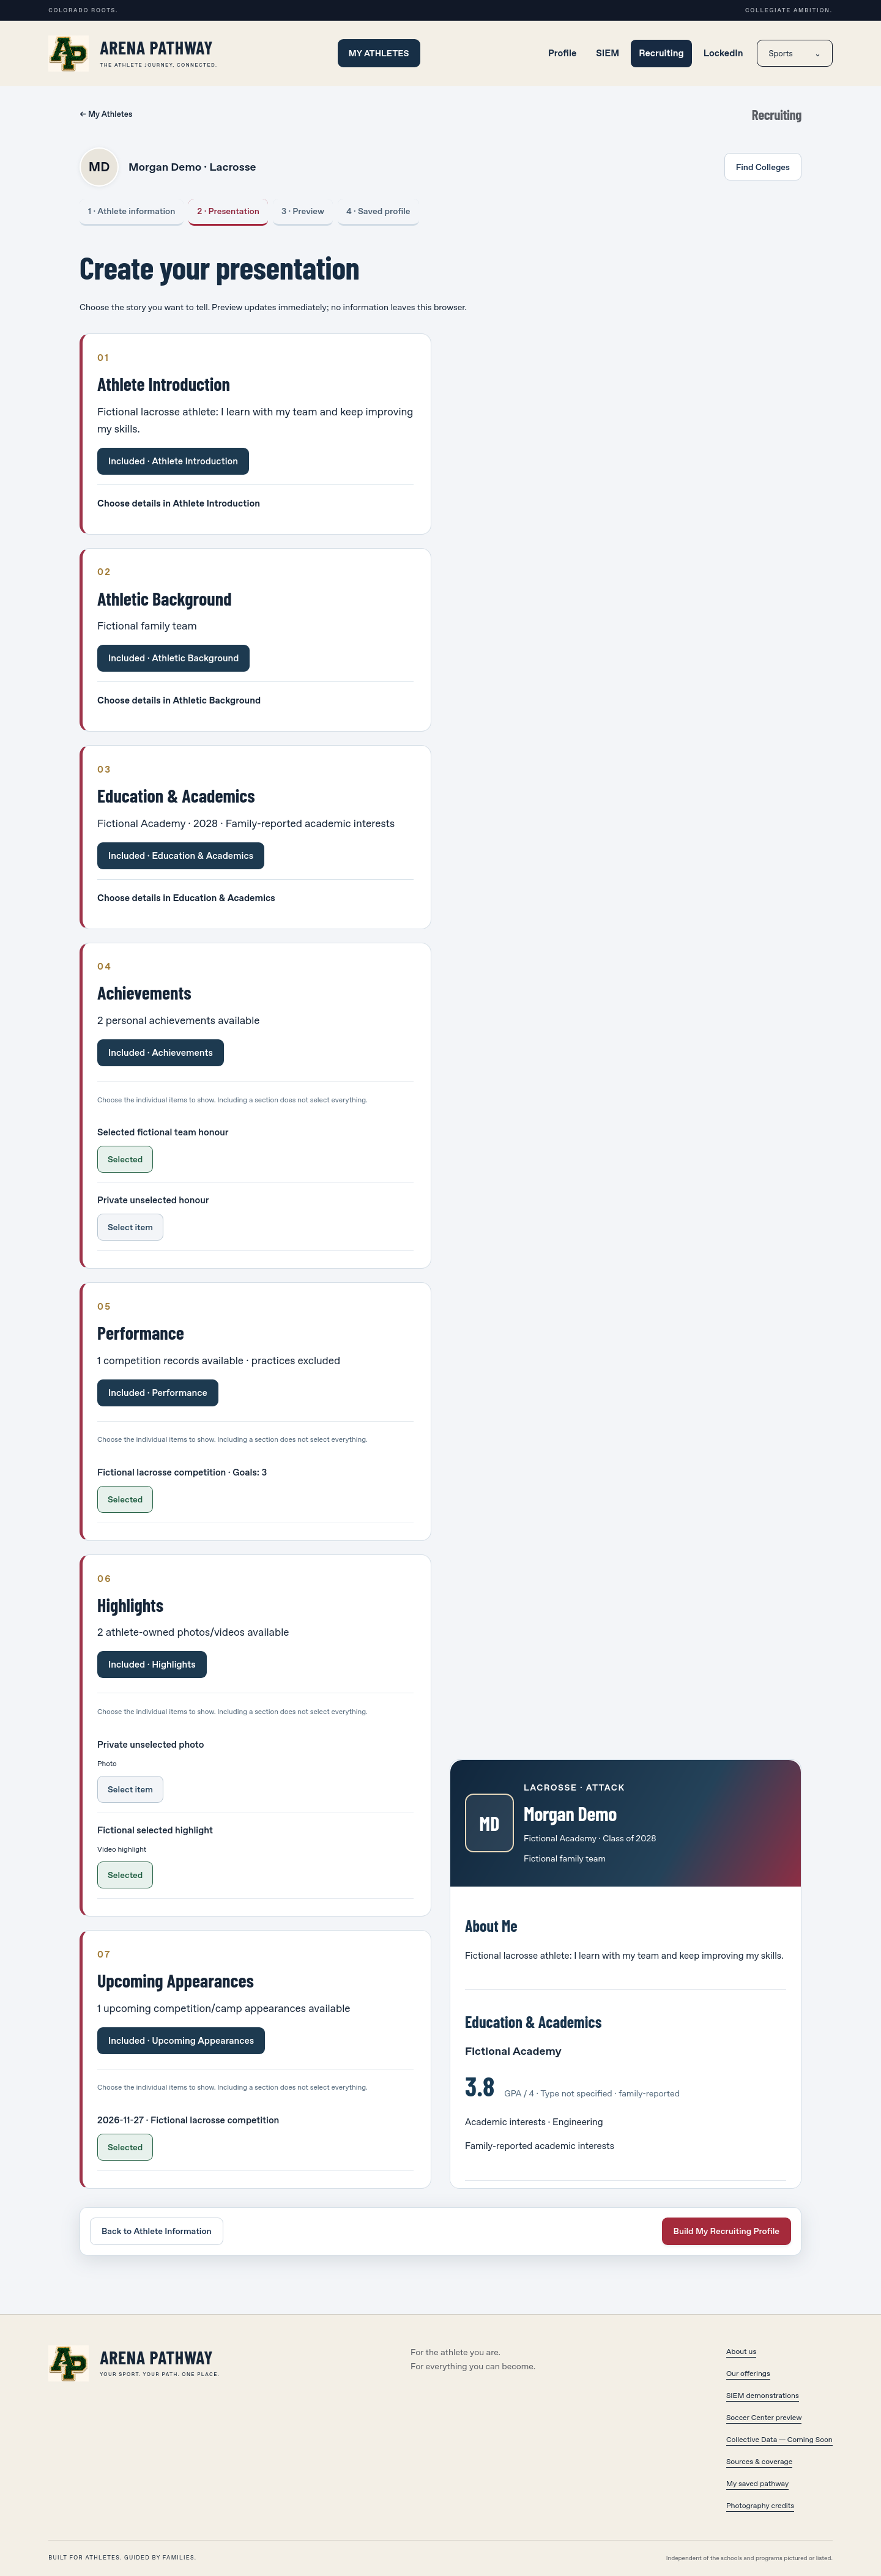 COLORADO ROOTS.
COLLEGIATE AMBITION.
AP
ARENA PATHWAY
THE ATHLETE JOURNEY, CONNECTED.
MY ATHLETES
Profile
SIEM
Recruiting
LockedIn
Sports
← My Athletes
Recruiting
MD
Morgan Demo · Lacrosse
Find Colleges
1 · Athlete information
2 · Presentation
3 · Preview
4 · Saved profile
Create your presentation
Choose the story you want to tell. Preview updates immediately; no information leaves this browser.
01
Athlete Introduction
Fictional lacrosse athlete: I learn with my team and keep improving
my skills.
Included · Athlete Introduction
Choose details in Athlete Introduction
02
Athletic Background
Fictional family team
Included · Athletic Background
Choose details in Athletic Background
03
Education & Academics
Fictional Academy · 2028 · Family-reported academic interests
Included · Education & Academics
Choose details in Education & Academics
04
Achievements
2 personal achievements available
Included · Achievements
Choose the individual items to show. Including a section does not select everything.
Selected fictional team honour
Selected
Private unselected honour
Select item
05
Performance
1 competition records available · practices excluded
Included · Performance
Choose the individual items to show. Including a section does not select everything.
Fictional lacrosse competition · Goals: 3
Selected
06
Highlights
2 athlete-owned photos/videos available
Included · Highlights
Choose the individual items to show. Including a section does not select everything.
Private unselected photo
Photo
Select item
Fictional selected highlight
Video highlight
Selected
07
Upcoming Appearances
1 upcoming competition/camp appearances available
Included · Upcoming Appearances
Choose the individual items to show. Including a section does not select everything.
2026-11-27 · Fictional lacrosse competition
Selected
MD
LACROSSE · ATTACK
Morgan Demo
Fictional Academy · Class of 2028
Fictional family team
About Me
Fictional lacrosse athlete: I learn with my team and keep improving my skills.
Education & Academics
Fictional Academy
3.8 GPA / 4 · Type not specified · family-reported
Academic interests · Engineering
Family-reported academic interests
Back to Athlete Information
Build My Recruiting Profile
AP
ARENA PATHWAY
YOUR SPORT. YOUR PATH. ONE PLACE.
For the athlete you are.
For everything you can become.
About us
Our offerings
SIEM demonstrations
Soccer Center preview
Collective Data — Coming Soon
Sources & coverage
My saved pathway
Photography credits
BUILT FOR ATHLETES. GUIDED BY FAMILIES.
Independent of the schools and programs pictured or listed.